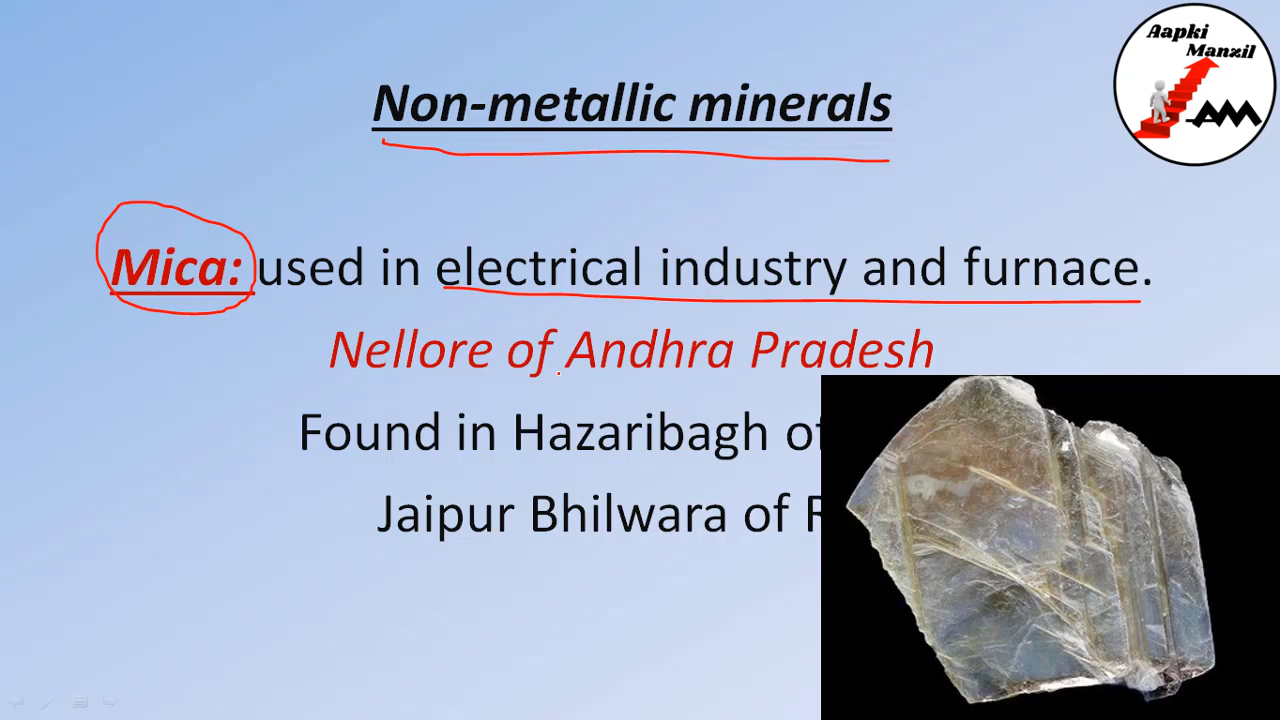 Aapki
Manzil
AM
Non-metallic minerals
Mica: used in electrical industry and furnace.
Nellore of Andhra Pradesh
Found in Hazaribagh of
Jaipur Bhilwara of